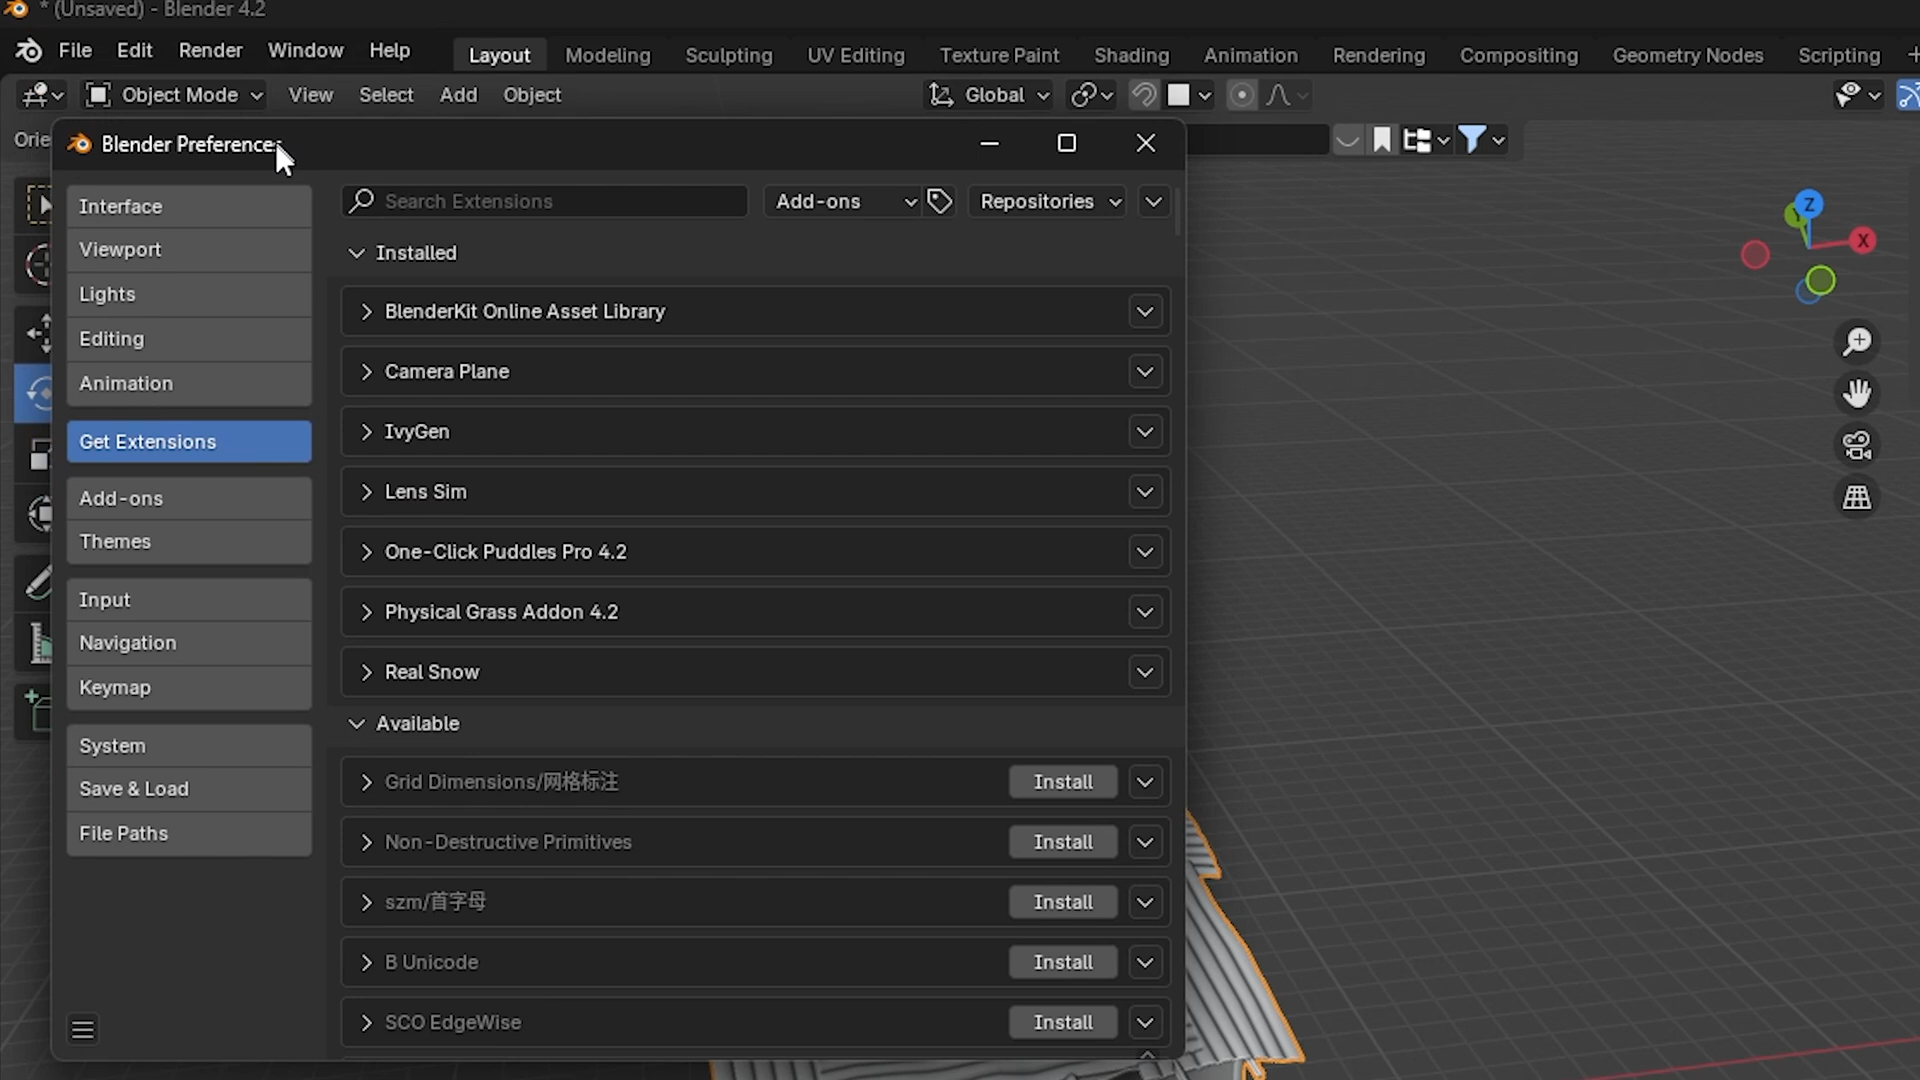 * (Unsaved) - Blender 4.2
File Edit Render Window Help Layout Modeling Sculpting UV Editing Texture Paint Shading Animation Rendering Compositing Geometry Nodes Scripting +
Object Mode View Select Add Object Global
Orie
Blender Preferences
Search Extensions Add-ons Repositories
Interface
Viewport
Lights
Editing
Animation
Get Extensions
Add-ons
Themes
Input
Navigation
Keymap
System
Save & Load
File Paths
Installed
BlenderKit Online Asset Library
Camera Plane
IvyGen
Lens Sim
One-Click Puddles Pro 4.2
Physical Grass Addon 4.2
Real Snow
Available
Grid Dimensions/网格标注 Install
Non-Destructive Primitives Install
szm/首字母 Install
B Unicode Install
SCO EdgeWise Install
Z
Y
X